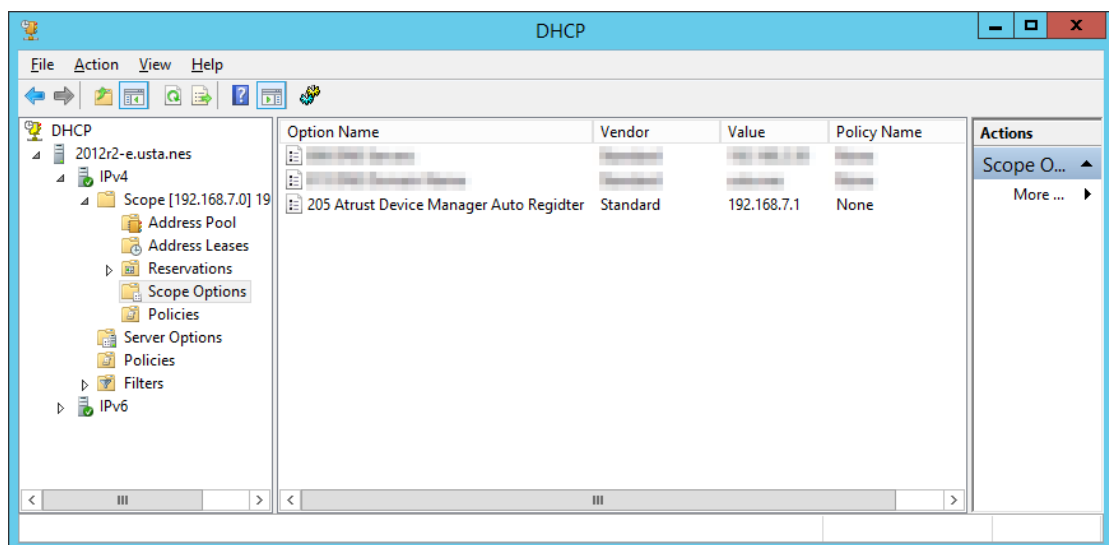 DHCP
File Action View Help
DHCP
2012r2-e.usta.nes
IPv4
Scope [192.168.7.0] 19
Address Pool
Address Leases
Reservations
Scope Options
Policies
Server Options
Policies
Filters
IPv6
Option Name Vendor Value Policy Name
205 Atrust Device Manager Auto Regidter Standard 192.168.7.1 None
Actions
Scope O...
More ...